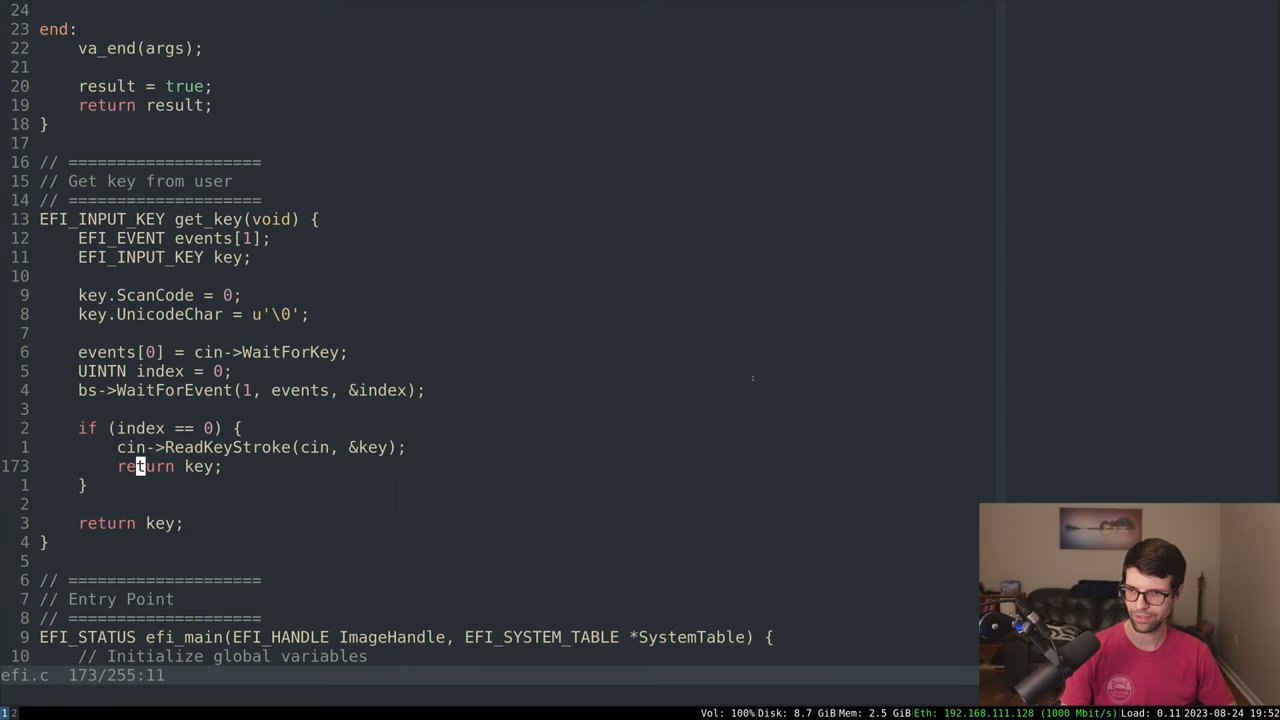 24
23 end:
22     va_end(args);
21
20     result = true;
19     return result;
18 }
17
16 // ====================
15 // Get key from user
14 // ====================
13 EFI_INPUT_KEY get_key(void) {
12     EFI_EVENT events[1];
11     EFI_INPUT_KEY key;
10
9     key.ScanCode = 0;
8     key.UnicodeChar = u'\0';
7
6     events[0] = cin->WaitForKey;
5     UINTN index = 0;
4     bs->WaitForEvent(1, events, &index);
3
2     if (index == 0) {
1         cin->ReadKeyStroke(cin, &key);
173         return key;
1     }
2
3     return key;
4 }
5
6 // ====================
7 // Entry Point
8 // ====================
9 EFI_STATUS efi_main(EFI_HANDLE ImageHandle, EFI_SYSTEM_TABLE *SystemTable) {
10     // Initialize global variables
efi.c  173/255:11
1 2 Vol: 100% Disk: 8.7 GiB Mem: 2.5 GiB Eth: 192.168.111.128 (1000 Mbit/s) Load: 0.11 2023-08-24 19:52